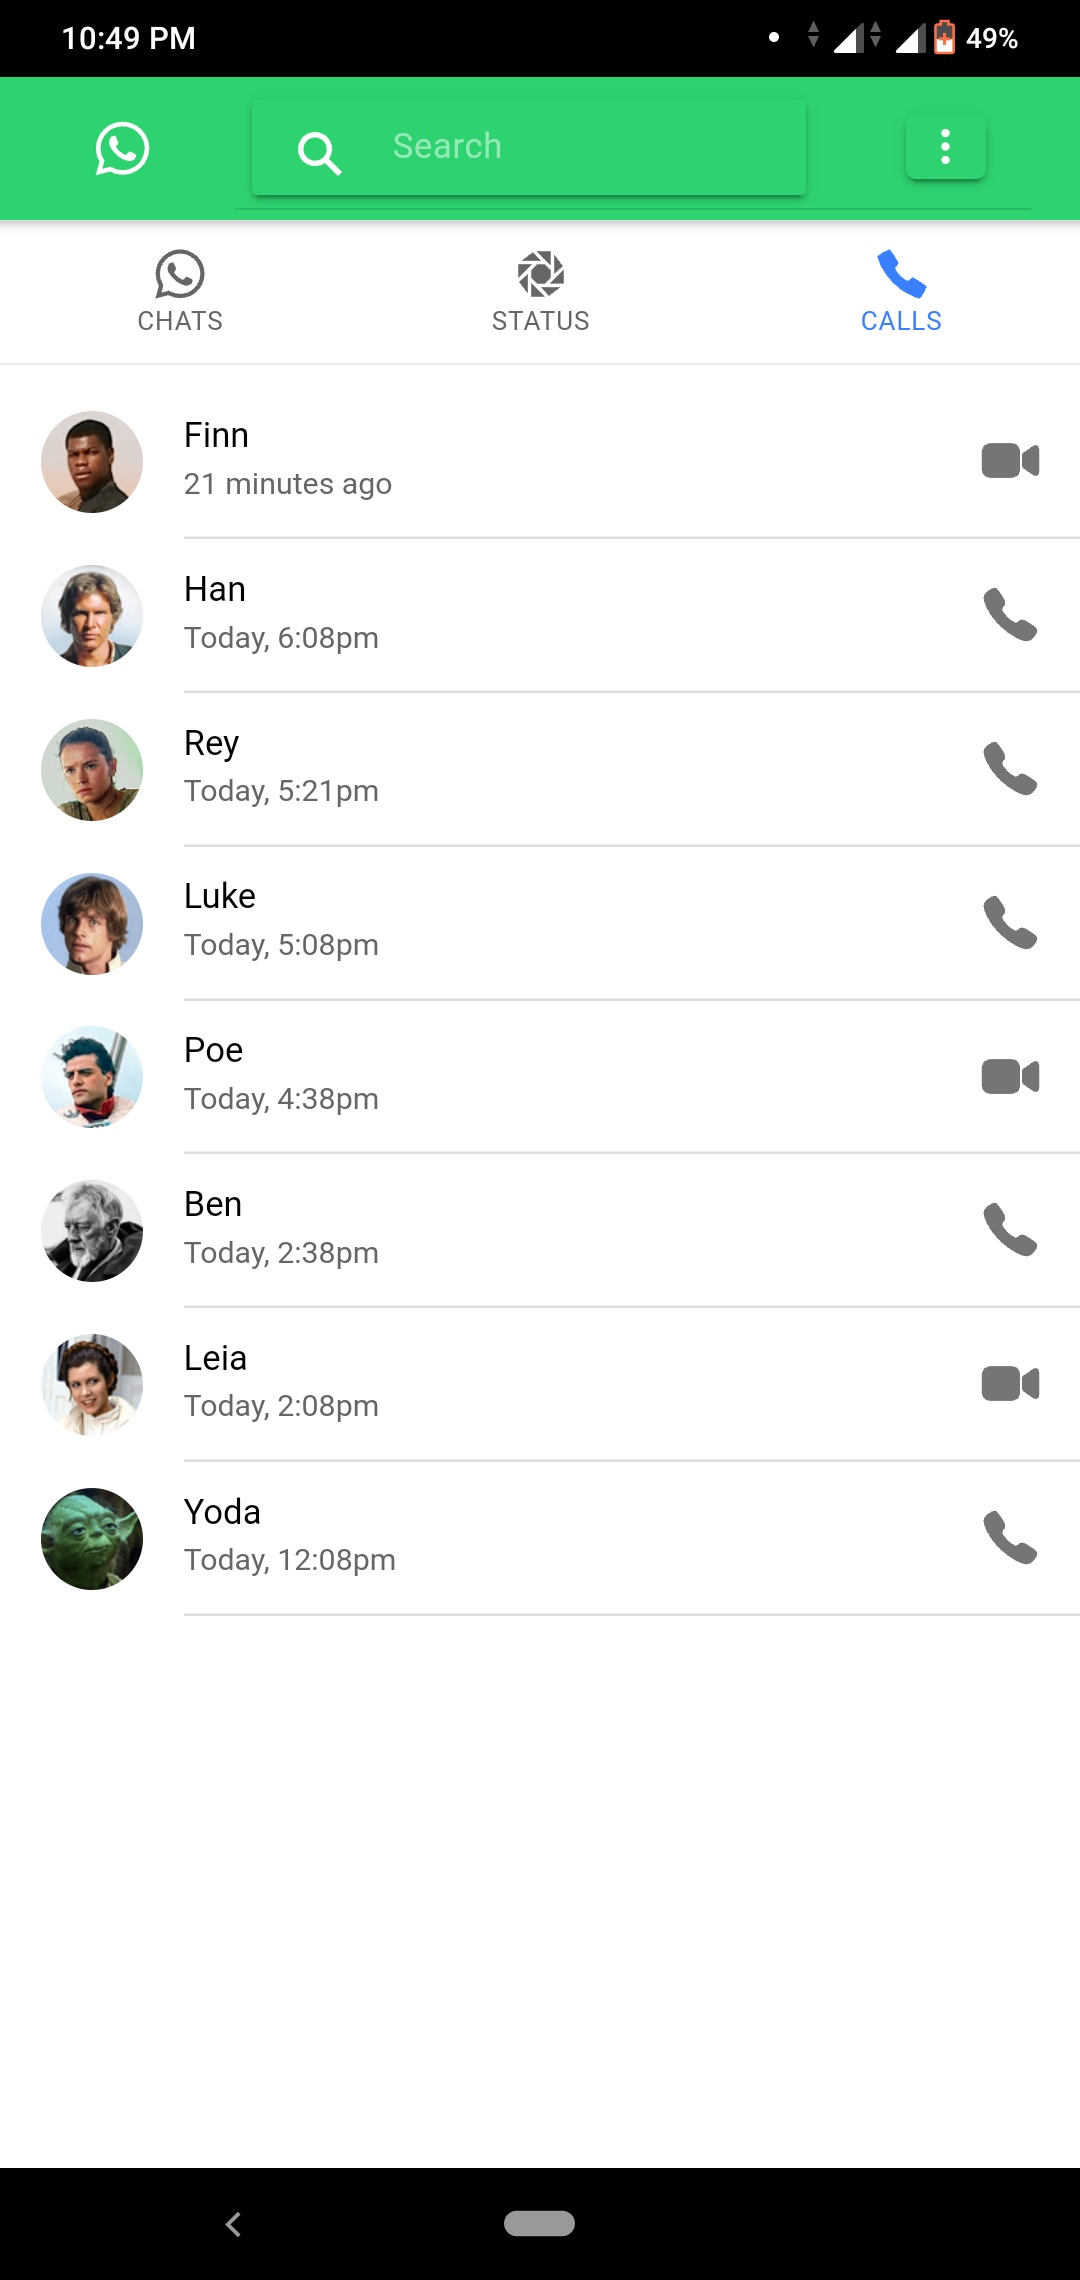 10:49 PM
49%
Search
CHATS
STATUS
CALLS
Finn
21 minutes ago
Han
Today, 6:08pm
Rey
Today, 5:21pm
Luke
Today, 5:08pm
Poe
Today, 4:38pm
Ben
Today, 2:38pm
Leia
Today, 2:08pm
Yoda
Today, 12:08pm